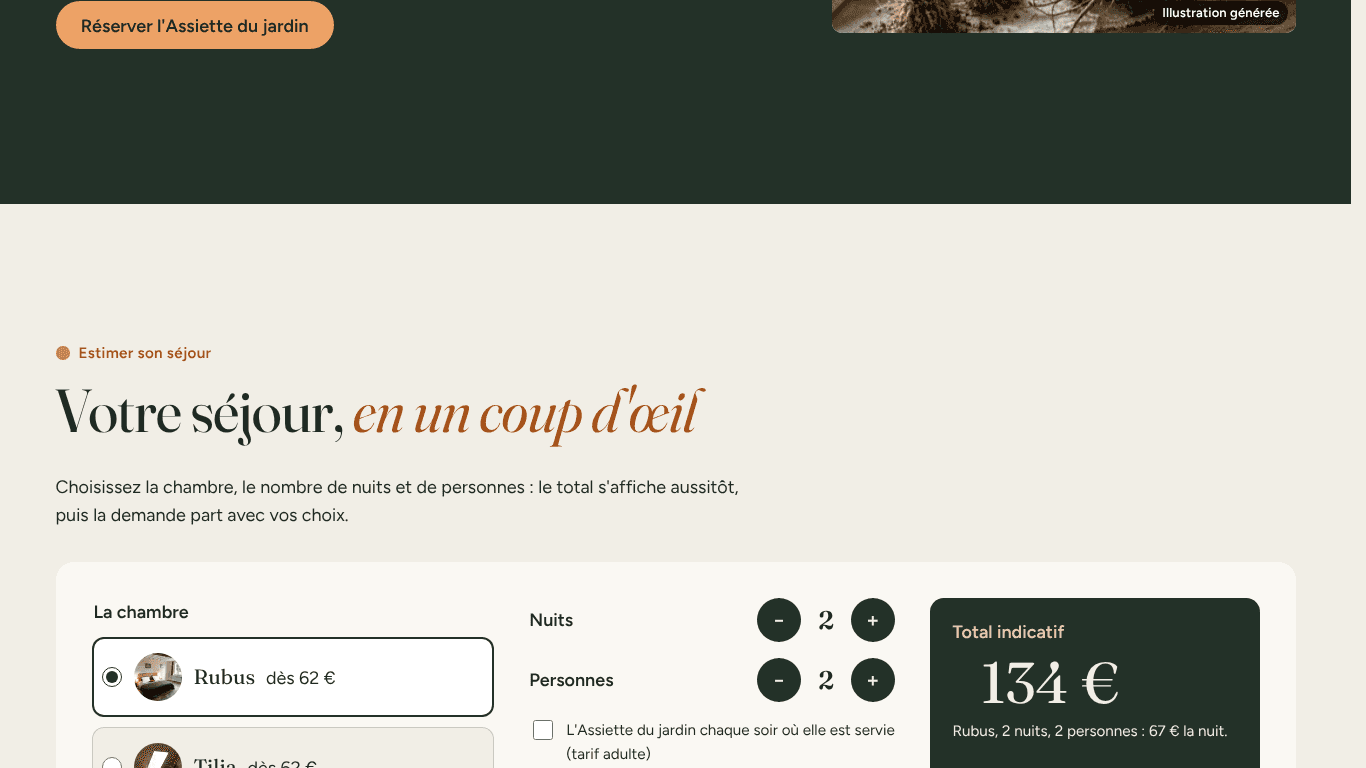 Réserver l'Assiette du jardin
Illustration générée
Estimer son séjour
Votre séjour, en un coup d'œil
Choisissez la chambre, le nombre de nuits et de personnes : le total s'affiche aussitôt,
puis la demande part avec vos choix.
La chambre
Rubus dès 62 €
Tilia dès 62 €
Nuits
- 2 +
Personnes
- 2 +
L'Assiette du jardin chaque soir où elle est servie
(tarif adulte)
Total indicatif
134 €
Rubus, 2 nuits, 2 personnes : 67 € la nuit.